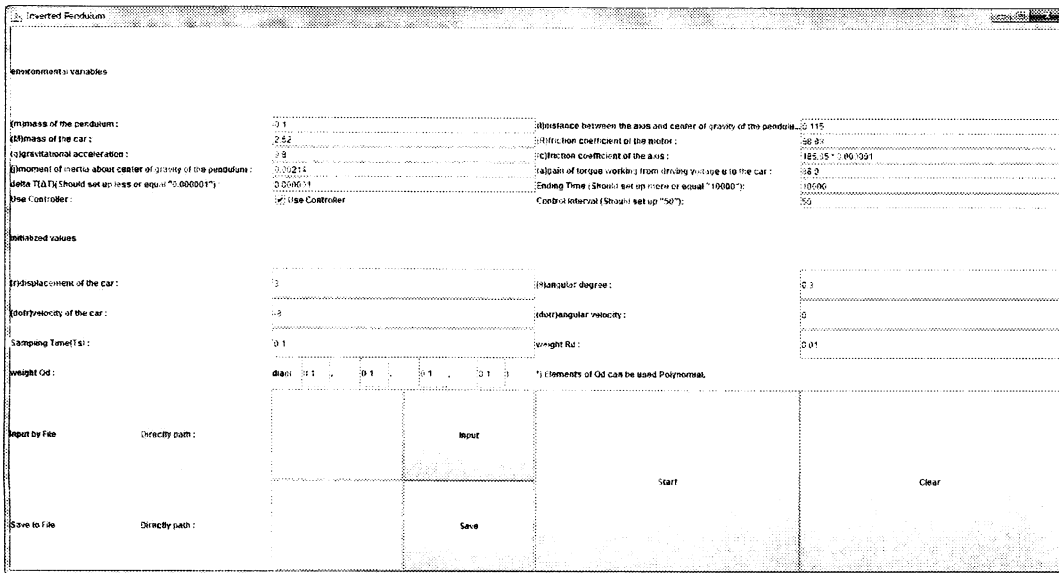 Inverted Pendulum
environmental variables
(m)mass of the pendulum : 0.1 (l)distance between the axis and center of gravity of the pendulu... 0.115
(M)mass of the car : 2.52 (R)friction coefficient of the motor :
(g)gravitational acceleration : 9.8 (c)friction coefficient of the axis :
(j)moment of inertia about center of gravity of the pendulum : 0.00214 (a)gain of torque working from driving voltage u to the car :
delta T(ΔT)(Should set up less or equal "0.000001") : 0.000001 Ending Time (Should set up more or equal "10000"): 10000
Use Controller : Use Controller Control Interval (Should set up "50"): 50
initialized values
(r)displacement of the car : 3 (θ)angular degree : 0.3
(dotr)velocity of the car : (dotr)angular velocity : 0
Sampling Time(Ts) : 0.1 weight Rd : 0.01
weight Qd : diag( 0.1 , 0.1 , 0.1 , 0.1 ) *) Elements of Qd can be used Polynomial.
Input by File Directly path : Input
Start Clear
Save to File Directly path : Save